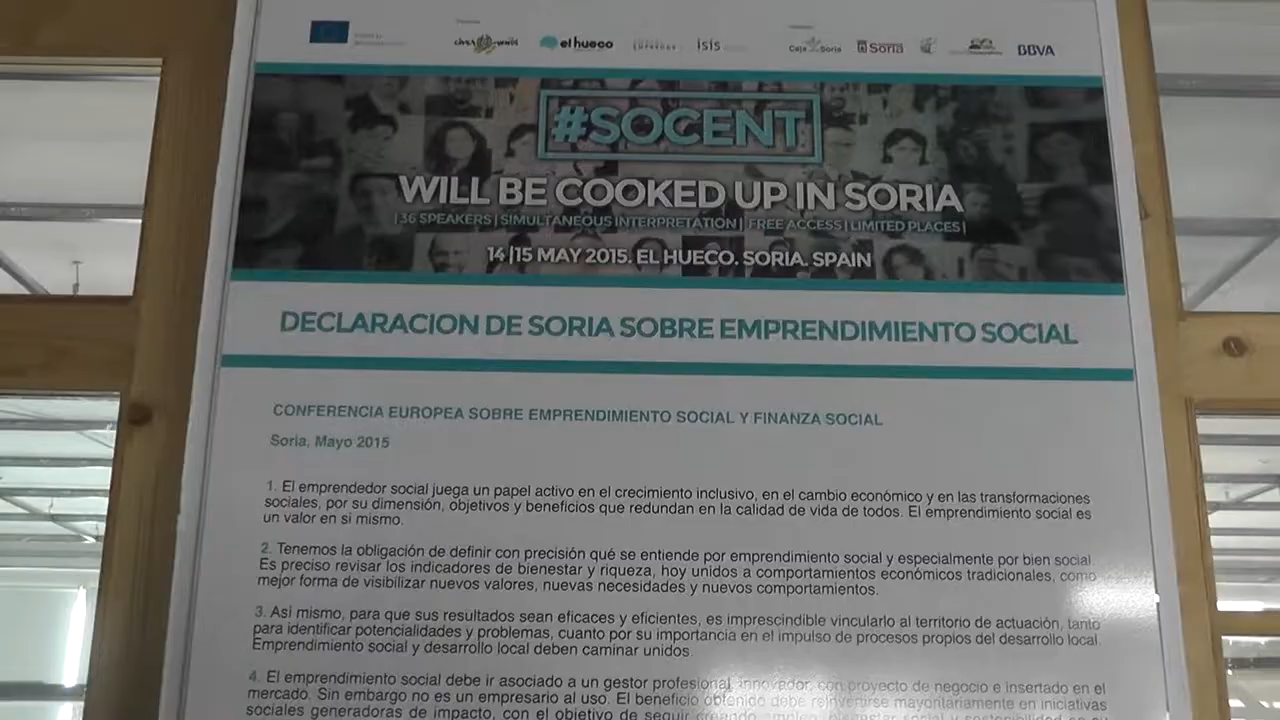 el hueco
isis
Caja Soria
Soria
BBVA
#SOCENT
WILL BE COOKED UP IN SORIA
| 36 SPEAKERS | SIMULTANEOUS INTERPRETATION | FREE ACCESS | LIMITED PLACES |
14|15 MAY 2015. EL HUECO. SORIA. SPAIN
DECLARACION DE SORIA SOBRE EMPRENDIMIENTO SOCIAL
CONFERENCIA EUROPEA SOBRE EMPRENDIMIENTO SOCIAL Y FINANZA SOCIAL
Soria, Mayo 2015
1. El emprendedor social juega un papel activo en el crecimiento inclusivo, en el cambio económico y en las transformaciones
sociales, por su dimensión, objetivos y beneficios que redundan en la calidad de vida de todos. El emprendimiento social es
un valor en si mismo.
2. Tenemos la obligación de definir con precisión qué se entiende por emprendimiento social y especialmente por bien social.
Es preciso revisar los indicadores de bienestar y riqueza, hoy unidos a comportamientos económicos tradicionales, como
mejor forma de visibilizar nuevos valores, nuevas necesidades y nuevos comportamientos.
3. Así mismo, para que sus resultados sean eficaces y eficientes, es imprescindible vincularlo al territorio de actuación, tanto
para identificar potencialidades y problemas, cuanto por su importancia en el impulso de procesos propios del desarrollo local.
Emprendimiento social y desarrollo local deben caminar unidos.
4. El emprendimiento social debe ir asociado a un gestor profesional, innovador, con proyecto de negocio e insertado en el
mercado. Sin embargo no es un empresario al uso. El beneficio obtenido debe reinvertirse mayoritariamente en iniciativas
sociales generadoras de impacto, con el objetivo de seguir creando empleo, bienestar social y